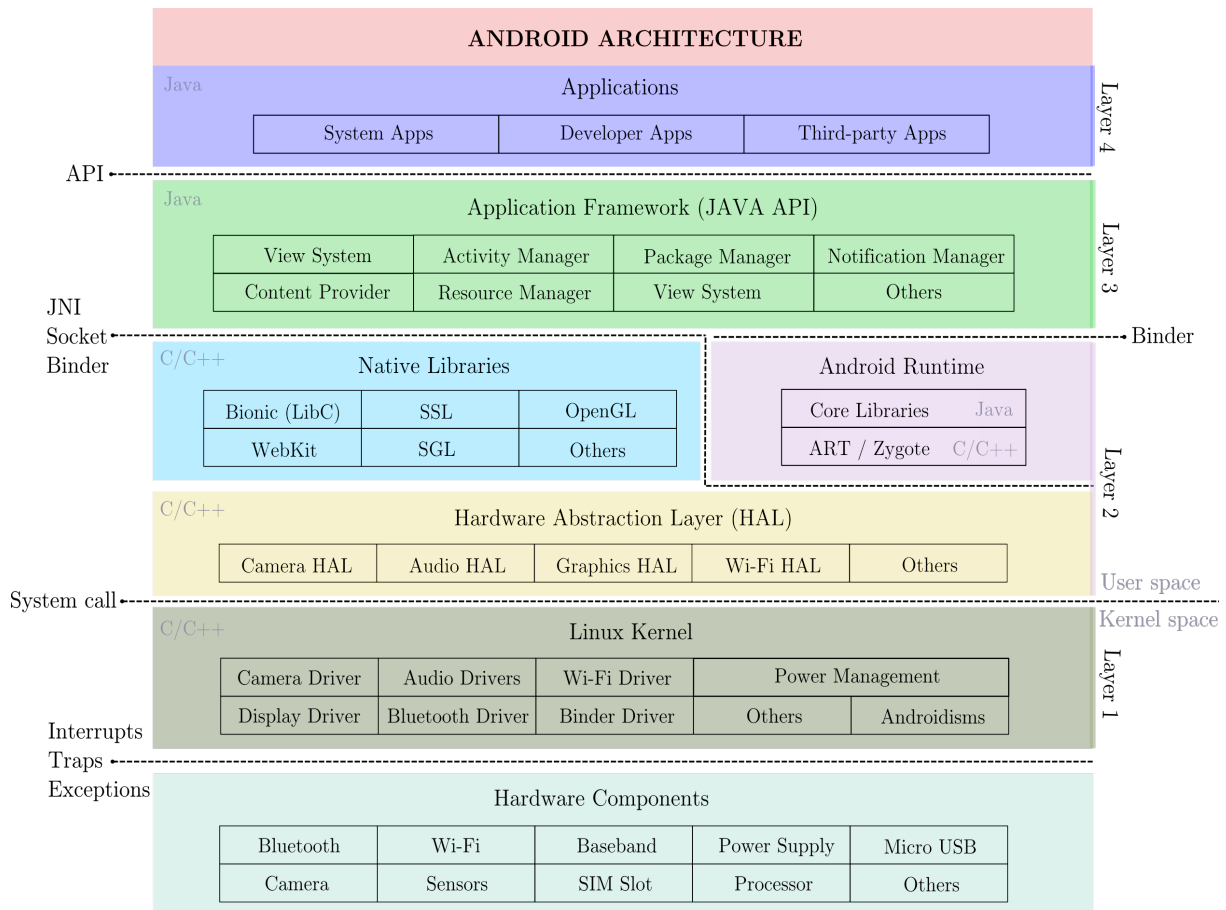 ANDROID ARCHITECTURE
Java
Applications
System Apps Developer Apps Third-party Apps
Layer 4
API
Java
Application Framework (JAVA API)
View System Activity Manager Package Manager Notification Manager
Content Provider Resource Manager View System Others
Layer 3
JNI
Socket
Binder
Binder
C/C++
Native Libraries
Bionic (LibC) SSL OpenGL
WebKit SGL Others
Android Runtime
Core Libraries Java
ART / Zygote C/C++
Layer 2
C/C++
Hardware Abstraction Layer (HAL)
Camera HAL Audio HAL Graphics HAL Wi-Fi HAL Others
User space
System call
Kernel space
C/C++
Linux Kernel
Camera Driver Audio Drivers Wi-Fi Driver Power Management
Display Driver Bluetooth Driver Binder Driver Others Androidisms
Layer 1
Interrupts
Traps
Exceptions
Hardware Components
Bluetooth Wi-Fi Baseband Power Supply Micro USB
Camera Sensors SIM Slot Processor Others